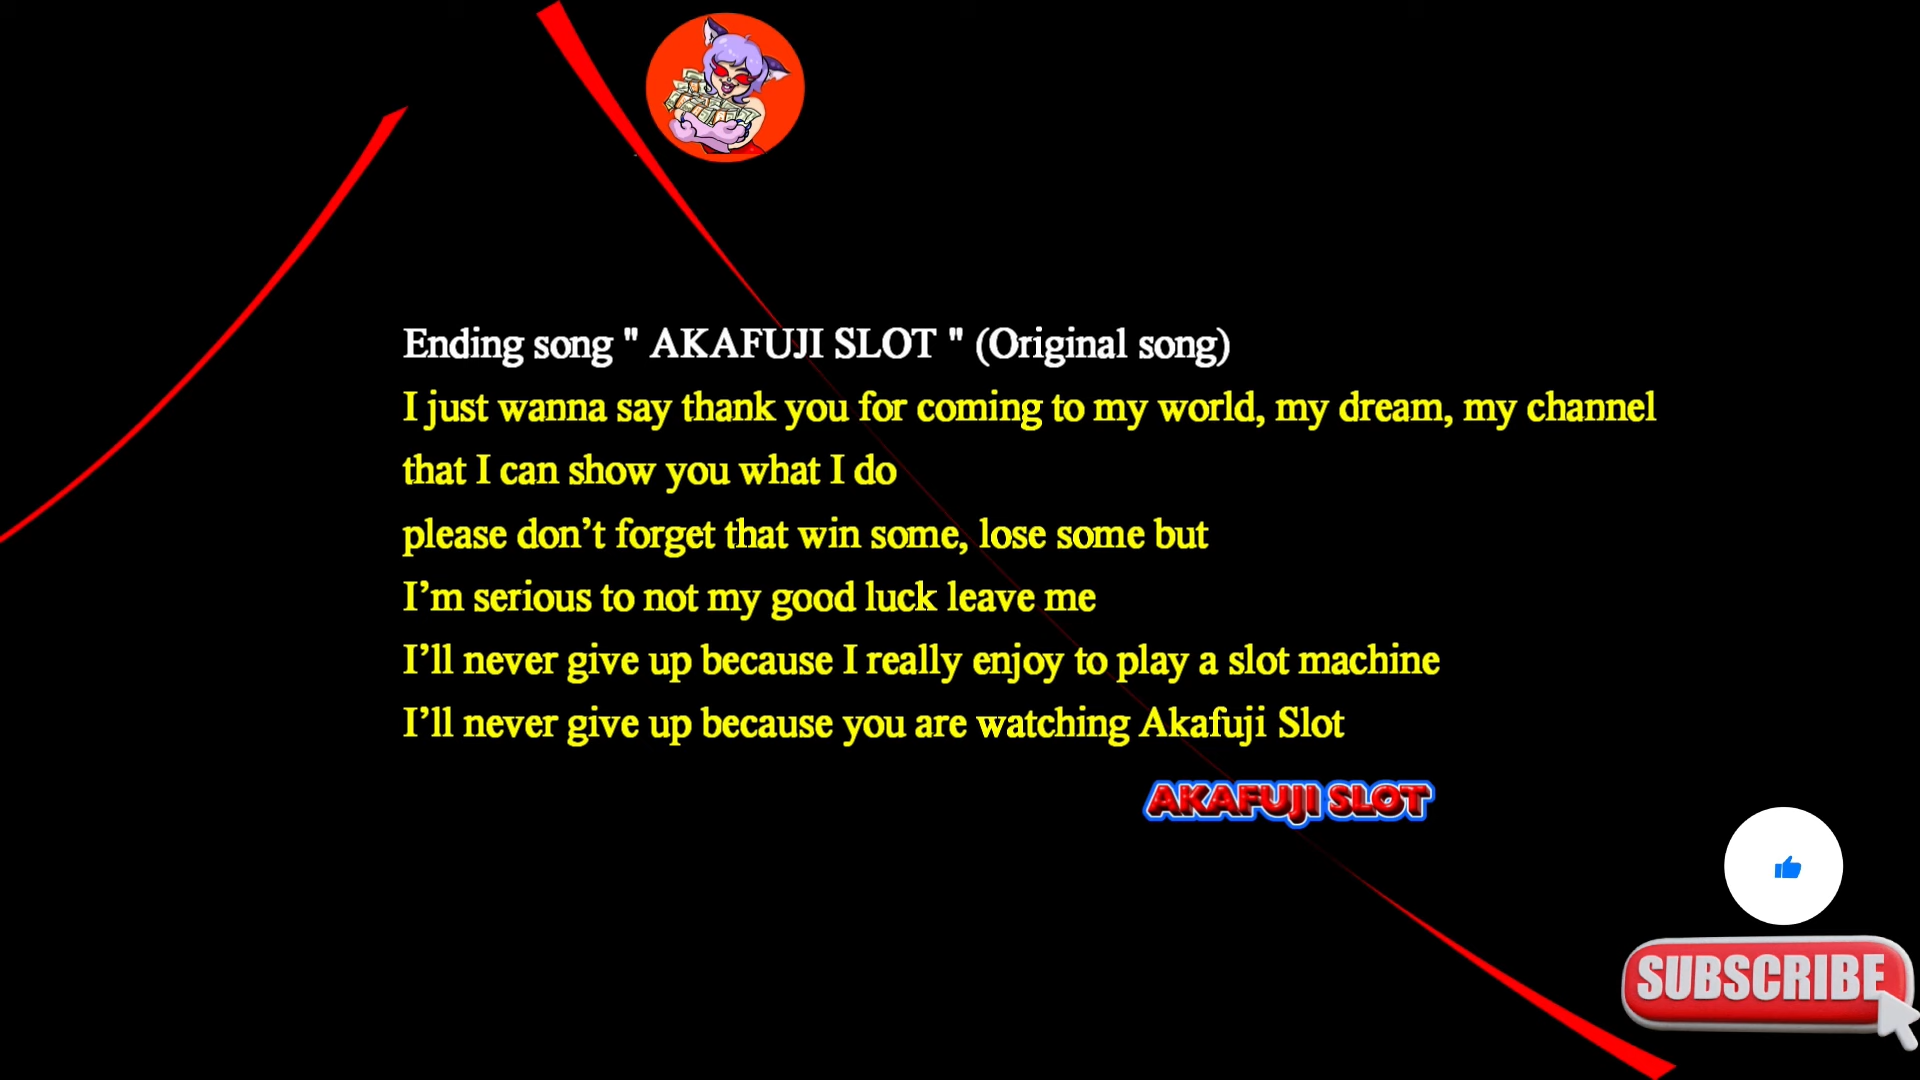 Ending song " AKAFUJI SLOT " (Original song)
I just wanna say thank you for coming to my world, my dream, my channel
that I can show you what I do
please don’t forget that win some, lose some but
I’m serious to not my good luck leave me
I’ll never give up because I really enjoy to play a slot machine
I’ll never give up because you are watching Akafuji Slot
AKAFUJI SLOT
SUBSCRIBE